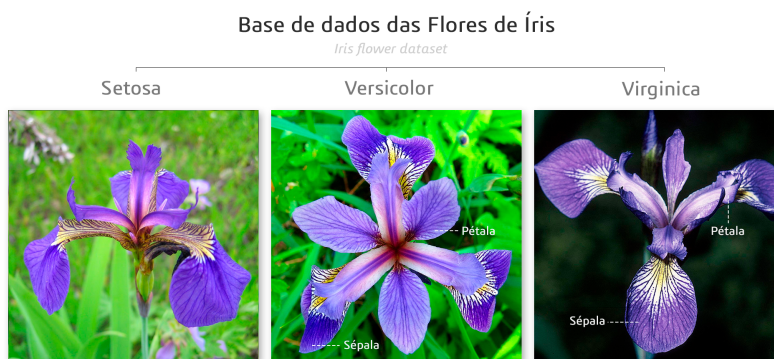 Base de dados das Flores de Íris
Iris flower dataset
Setosa
Versicolor
Virginica
Pétala
Sépala
Pétala
Sépala